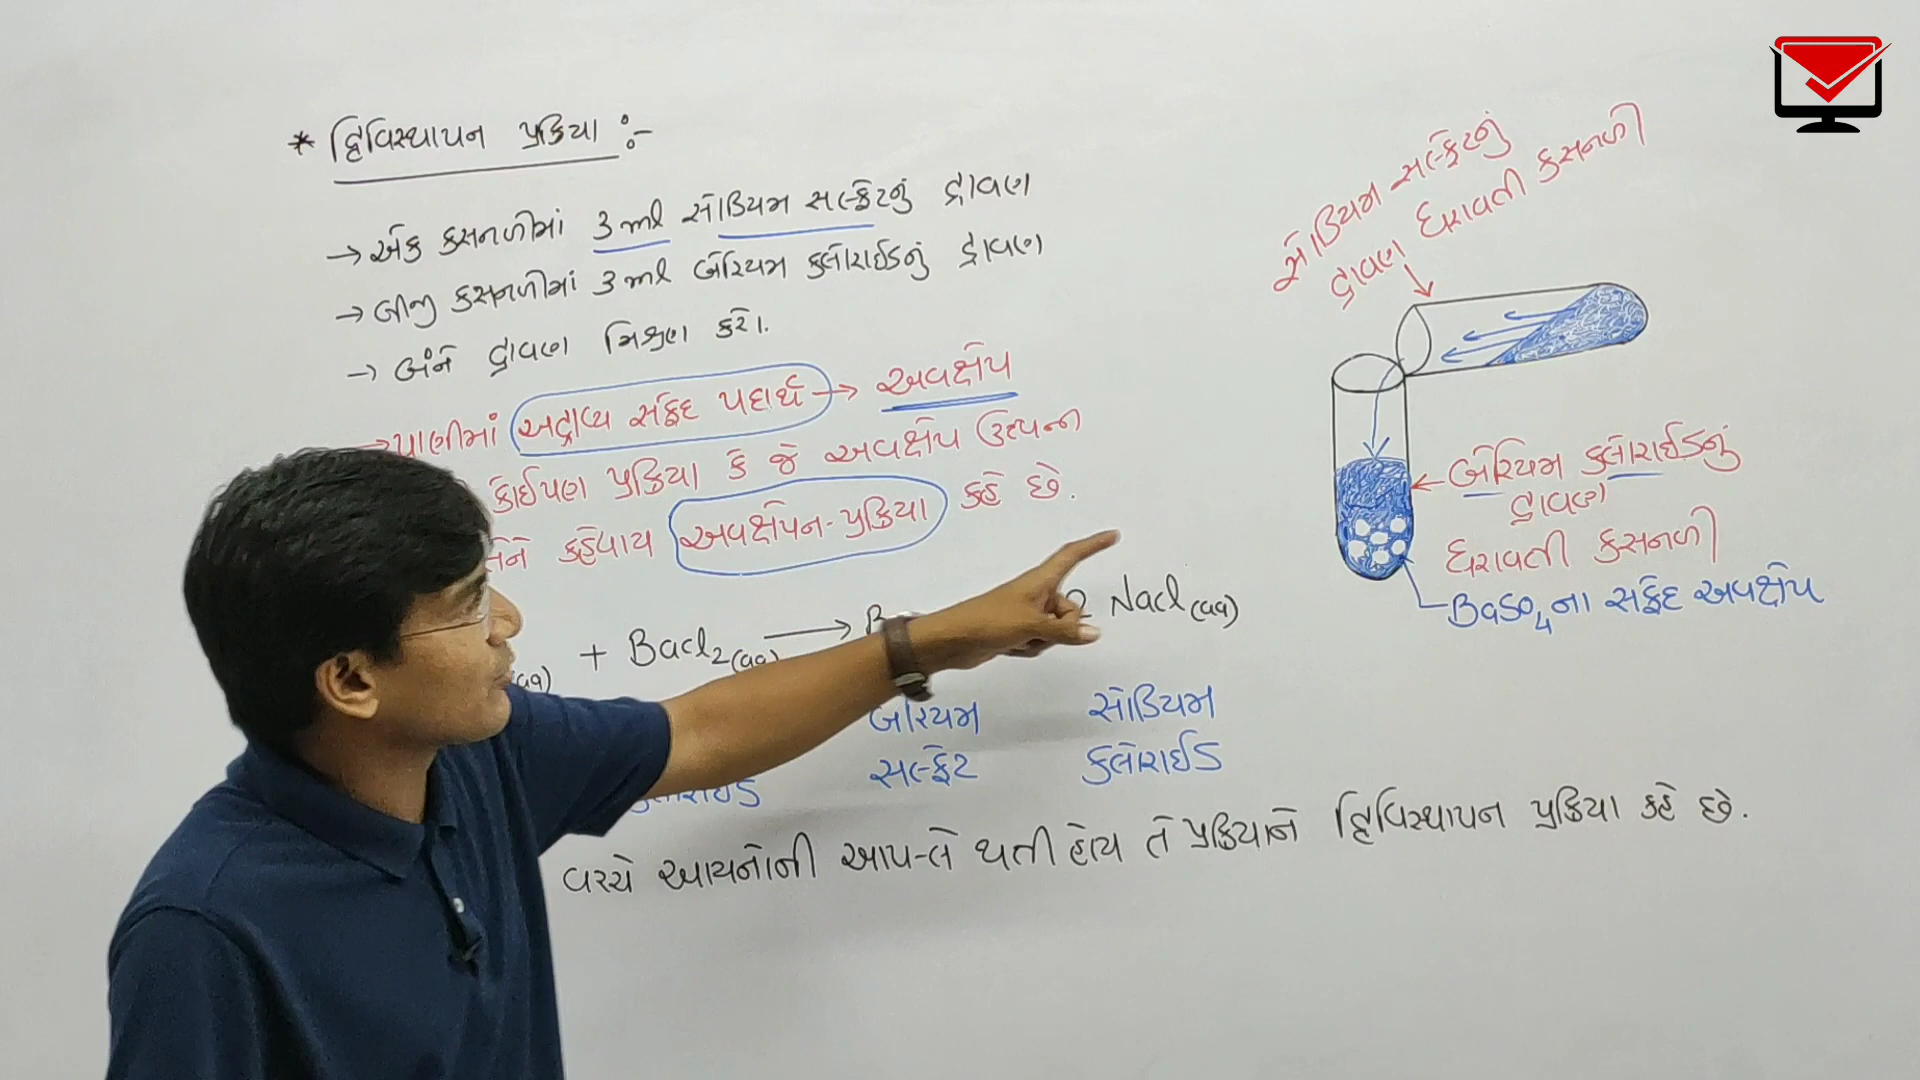 * દ્વિવિસ્થાપન પ્રક્રિયા :-
→ એક કસનળીમાં 3 ml સોડિયમ સલ્ફેટનું દ્રાવણ
→ બીજી કસનળીમાં 3 ml બેરિયમ ક્લોરાઈડનું દ્રાવણ
→ બંને દ્રાવણ મિશ્રણ કરો.
→ પાણીમાં અદ્રાવ્ય સફેદ પદાર્થ → અવક્ષેપ
કોઈપણ પ્રક્રિયા કે જે અવક્ષેપ ઉત્પન્ન
તેને કહેવાય અવક્ષેપન-પ્રક્રિયા કહે છે.
(aq) + Bacl2(aq) → 2 Nacl(aq)
બેરિયમ સોડિયમ
ક્લોરાઈડ સલ્ફેટ ક્લોરાઈડ
વચ્ચે આયનોની આપ-લે થતી હોય તે પ્રક્રિયાને દ્વિવિસ્થાપન પ્રક્રિયા કહે છે.
સોડિયમ સલ્ફેટનું
દ્રાવણ ધરાવતી કસનળી
બેરિયમ ક્લોરાઈડનું
દ્રાવણ
ધરાવતી કસનળી
BaSO4ના સફેદ અવક્ષેપ